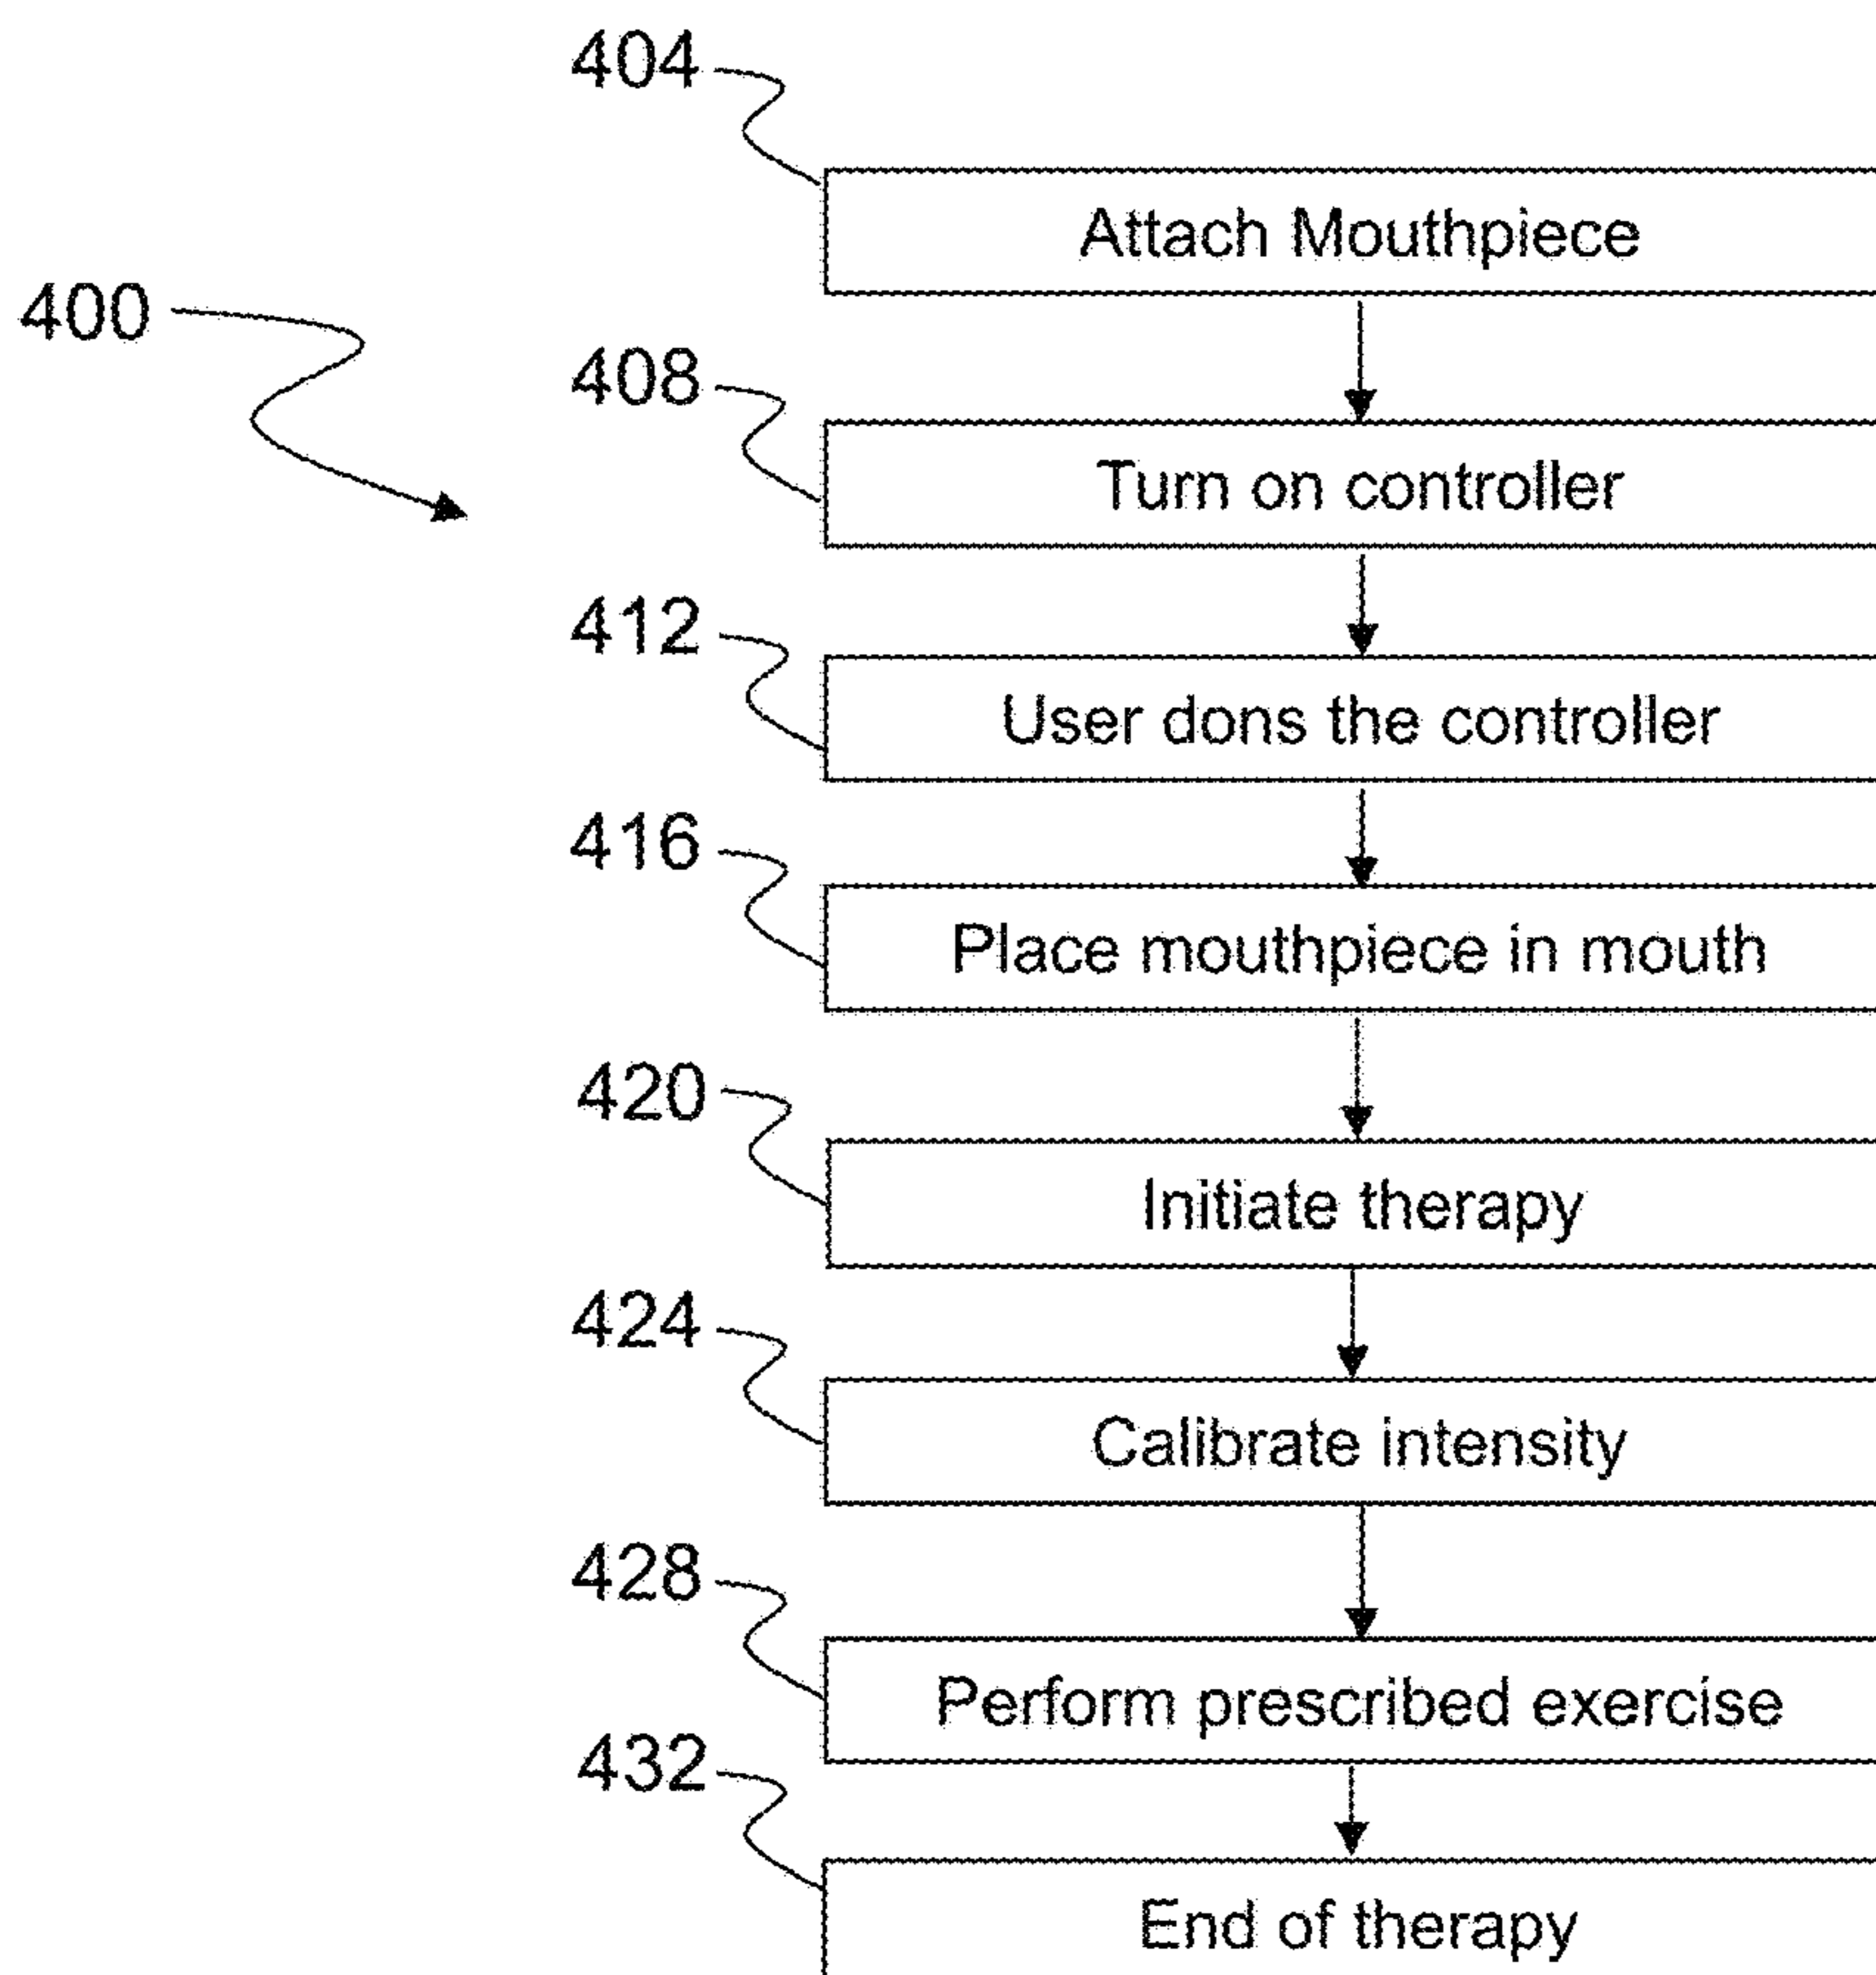 404
Attach Mouthpiece
400
408
Turn on controller
412
User dons the controller
416
Place mouthpiece in mouth
420
Initiate therapy
424
Calibrate intensity
428
Perform prescribed exercise
432
End of therapy